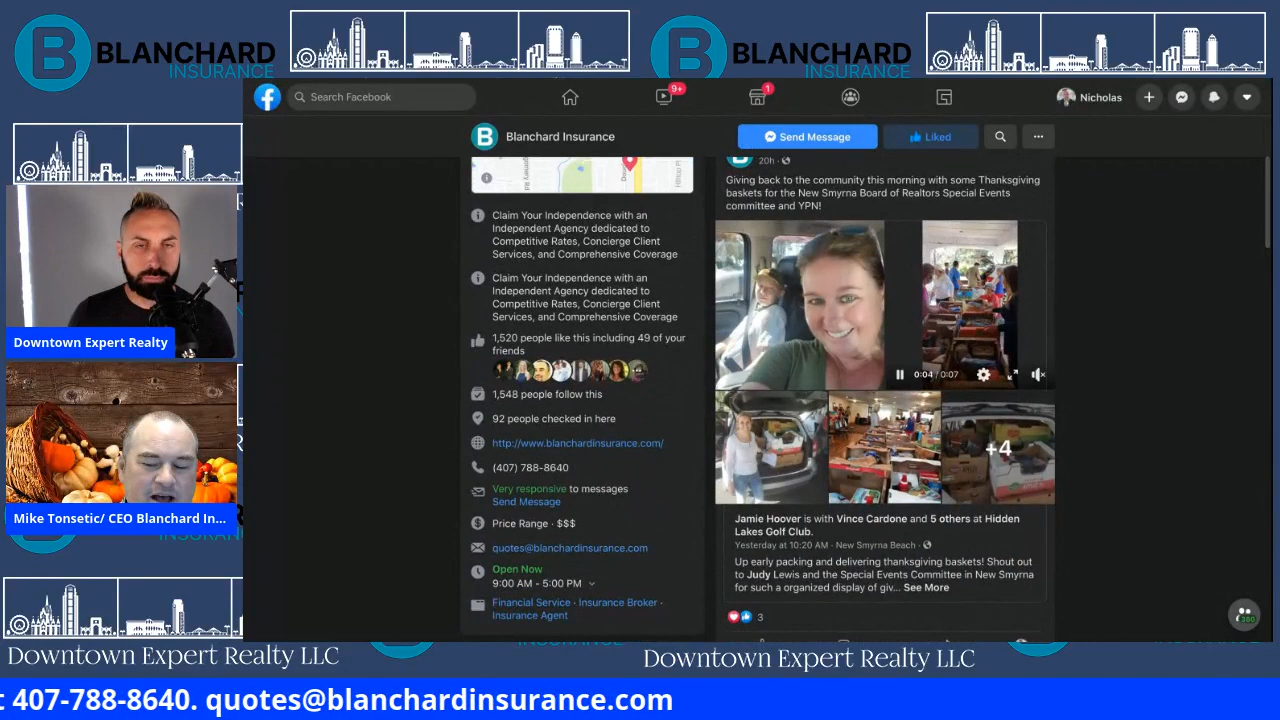 BLANCHARD
INSURANCE
BLANCHARD
INSURANCE
Search Facebook
9+
1
Nicholas
Blanchard Insurance
Send Message
Liked
Claim Your Independence with an
Independent Agency dedicated to
Competitive Rates, Concierge Client
Services, and Comprehensive Coverage
Claim Your Independence with an
Independent Agency dedicated to
Competitive Rates, Concierge Client
Services, and Comprehensive Coverage
1,520 people like this including 49 of your
friends
1,548 people follow this
92 people checked in here
http://www.blanchardinsurance.com/
(407) 788-8640
Very responsive to messages
Send Message
Price Range · $$$
quotes@blanchardinsurance.com
Open Now
9:00 AM - 5:00 PM
Financial Service · Insurance Broker ·
Insurance Agent
20h ·
Giving back to the community this morning with some Thanksgiving
baskets for the New Smyrna Board of Realtors Special Events
committee and YPN!
0:04 / 0:07
+4
Jamie Hoover is with Vince Cardone and 5 others at Hidden
Lakes Golf Club.
Yesterday at 10:20 AM · New Smyrna Beach ·
Up early packing and delivering thanksgiving baskets! Shout out
to Judy Lewis and the Special Events Committee in New Smyrna
for such a organized display of giv... See More
3
Downtown Expert Realty
Mike Tonsetic/ CEO Blanchard In...
Downtown Expert Realty LLC
Downtown Expert Realty LLC
407-788-8640. quotes@blanchardinsurance.com